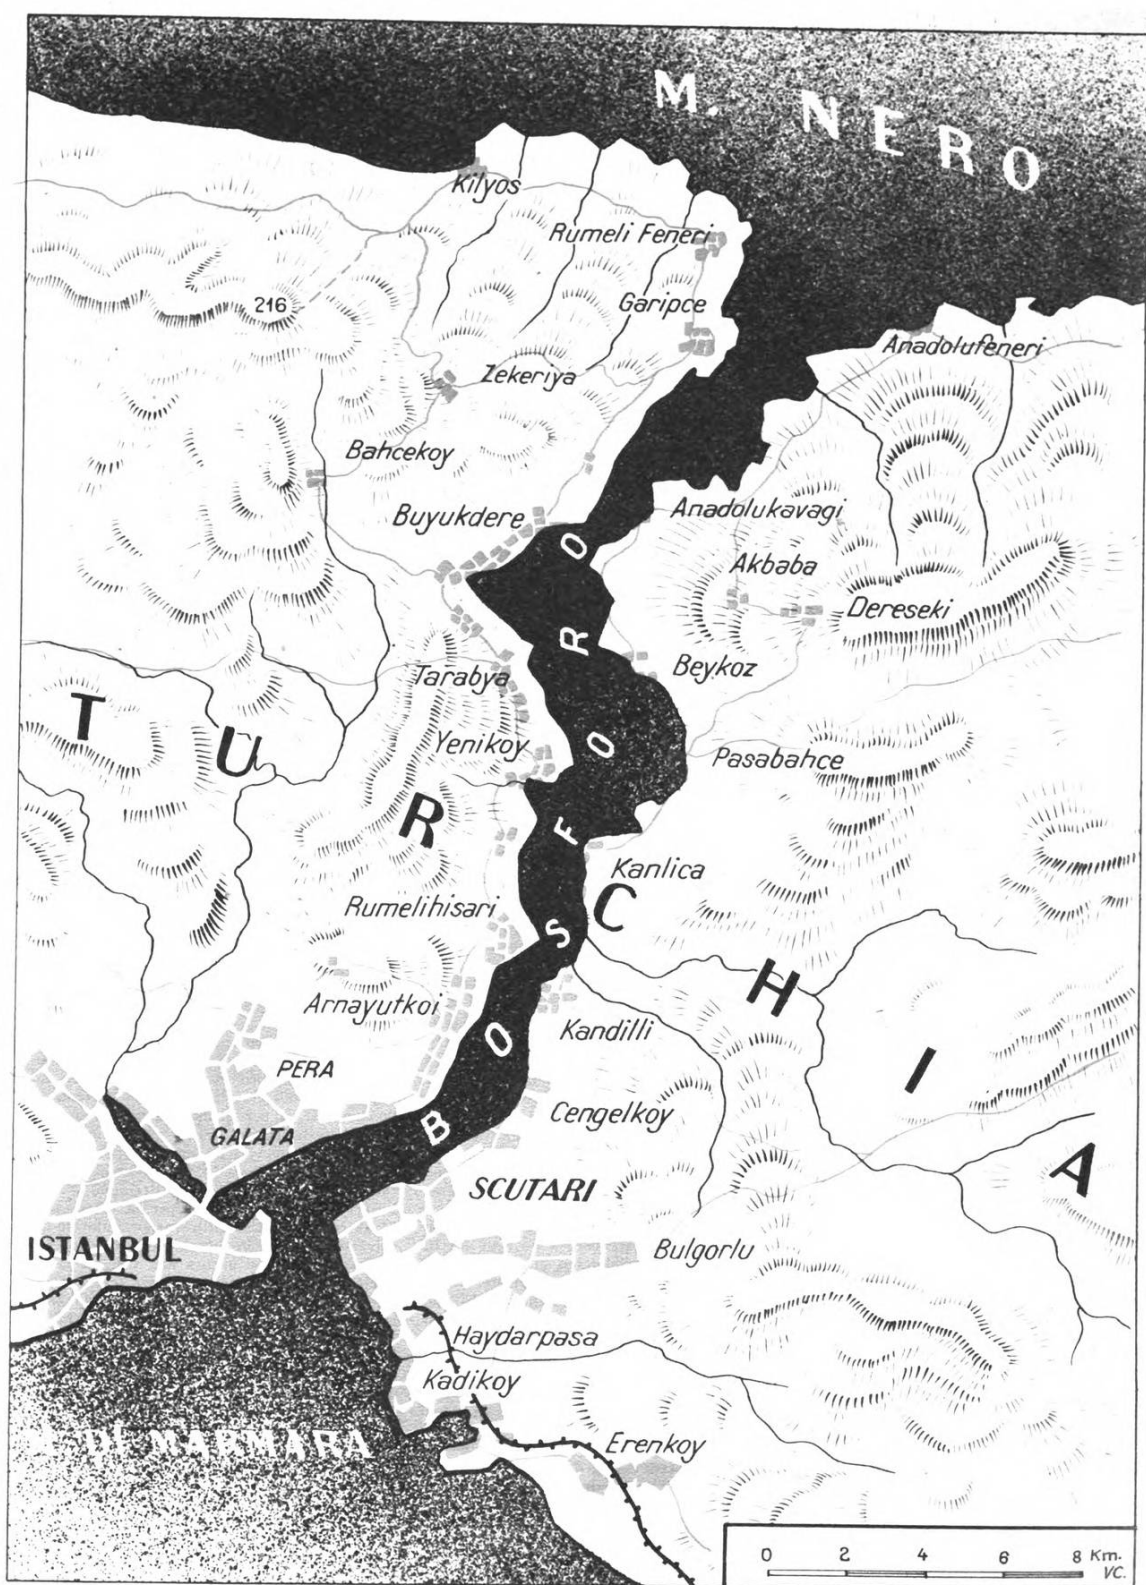 M. NERO
Kilyos
Rumeli Feneri
Garipce
216
Anadolufeneri
Zekeriya
Bahcekoy
Buyukdere
Anadolukavagi
Akbaba
Dereseki
Tarabya
Beykoz
Yenikoy
Pasabahce
TURCHIA
BOSFORO
Kanlica
Rumelihisari
Arnayutkoi
Kandilli
PERA
Cengelkoy
GALATA
SCUTARI
ISTANBUL
Bulgorlu
Haydarpasa
Kadikoy
DI MARMARA
Erenkoy
0 2 4 6 8 Km.
VC.